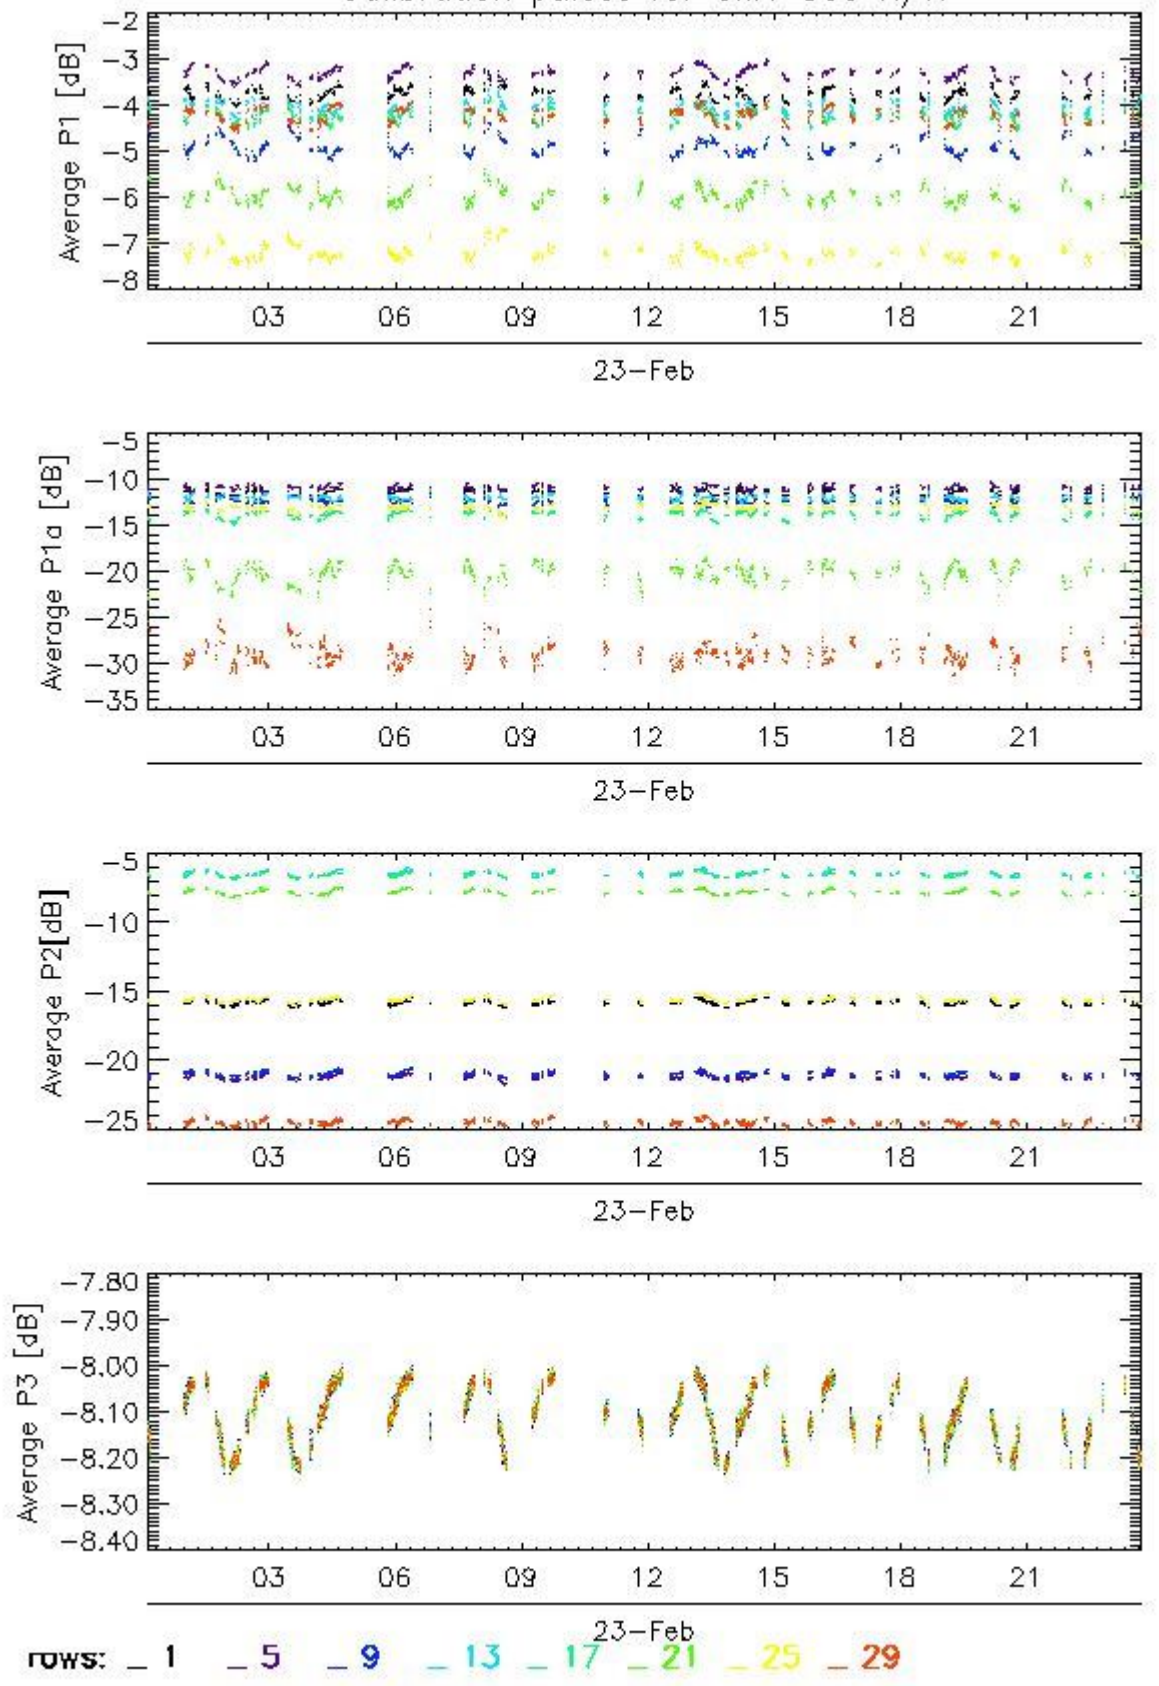 -2
-3
-4
-5
-6
-7
-8
Average P1 [dB]
03 06 09 12 15 18 21
23-Feb
-5
-10
-15
-20
-25
-30
-35
Average P1a [dB]
03 06 09 12 15 18 21
23-Feb
-5
-10
-15
-20
-25
Average P2[dB]
03 06 09 12 15 18 21
23-Feb
-7.80
-7.90
-8.00
-8.10
-8.20
-8.30
-8.40
Average P3 [dB]
03 06 09 12 15 18 21
23-Feb
rows: _ 1 _ 5 _ 9 _ 13 _ 17 _ 21 _ 25 _ 29